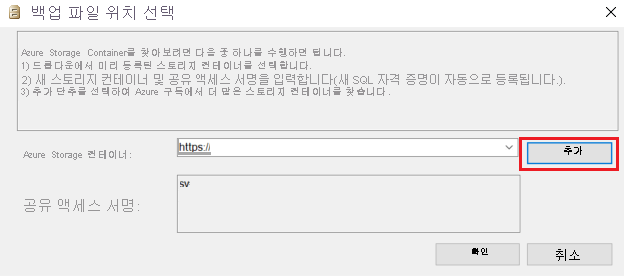 백업 파일 위치 선택
Azure Storage Container를 찾아보려면 다음 중 하나를 수행하면 됩니다.
1) 드롭다운에서 미리 등록된 스토리지 컨테이너를 선택합니다.
2) 새 스토리지 컨테이너 및 공유 액세스 서명을 입력합니다(새 SQL 자격 증명이 자동으로 등록됩니다.).
3) 추가 단추를 선택하여 Azure 구독에서 더 많은 스토리지 컨테이너를 찾습니다.
Azure Storage 컨테이너: https:// 추가
공유 액세스 서명: sv
확인 취소